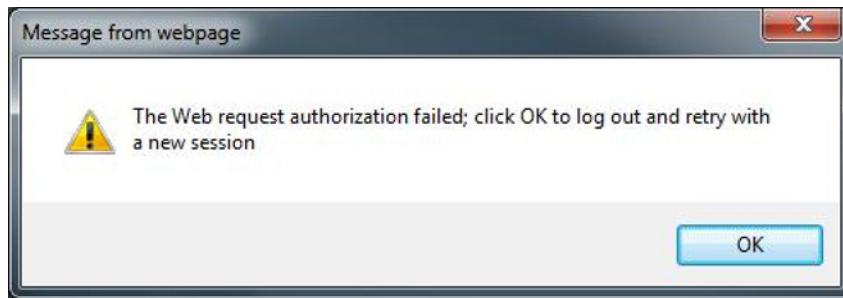 Message from webpage
The Web request authorization failed; click OK to log out and retry with
a new session
OK